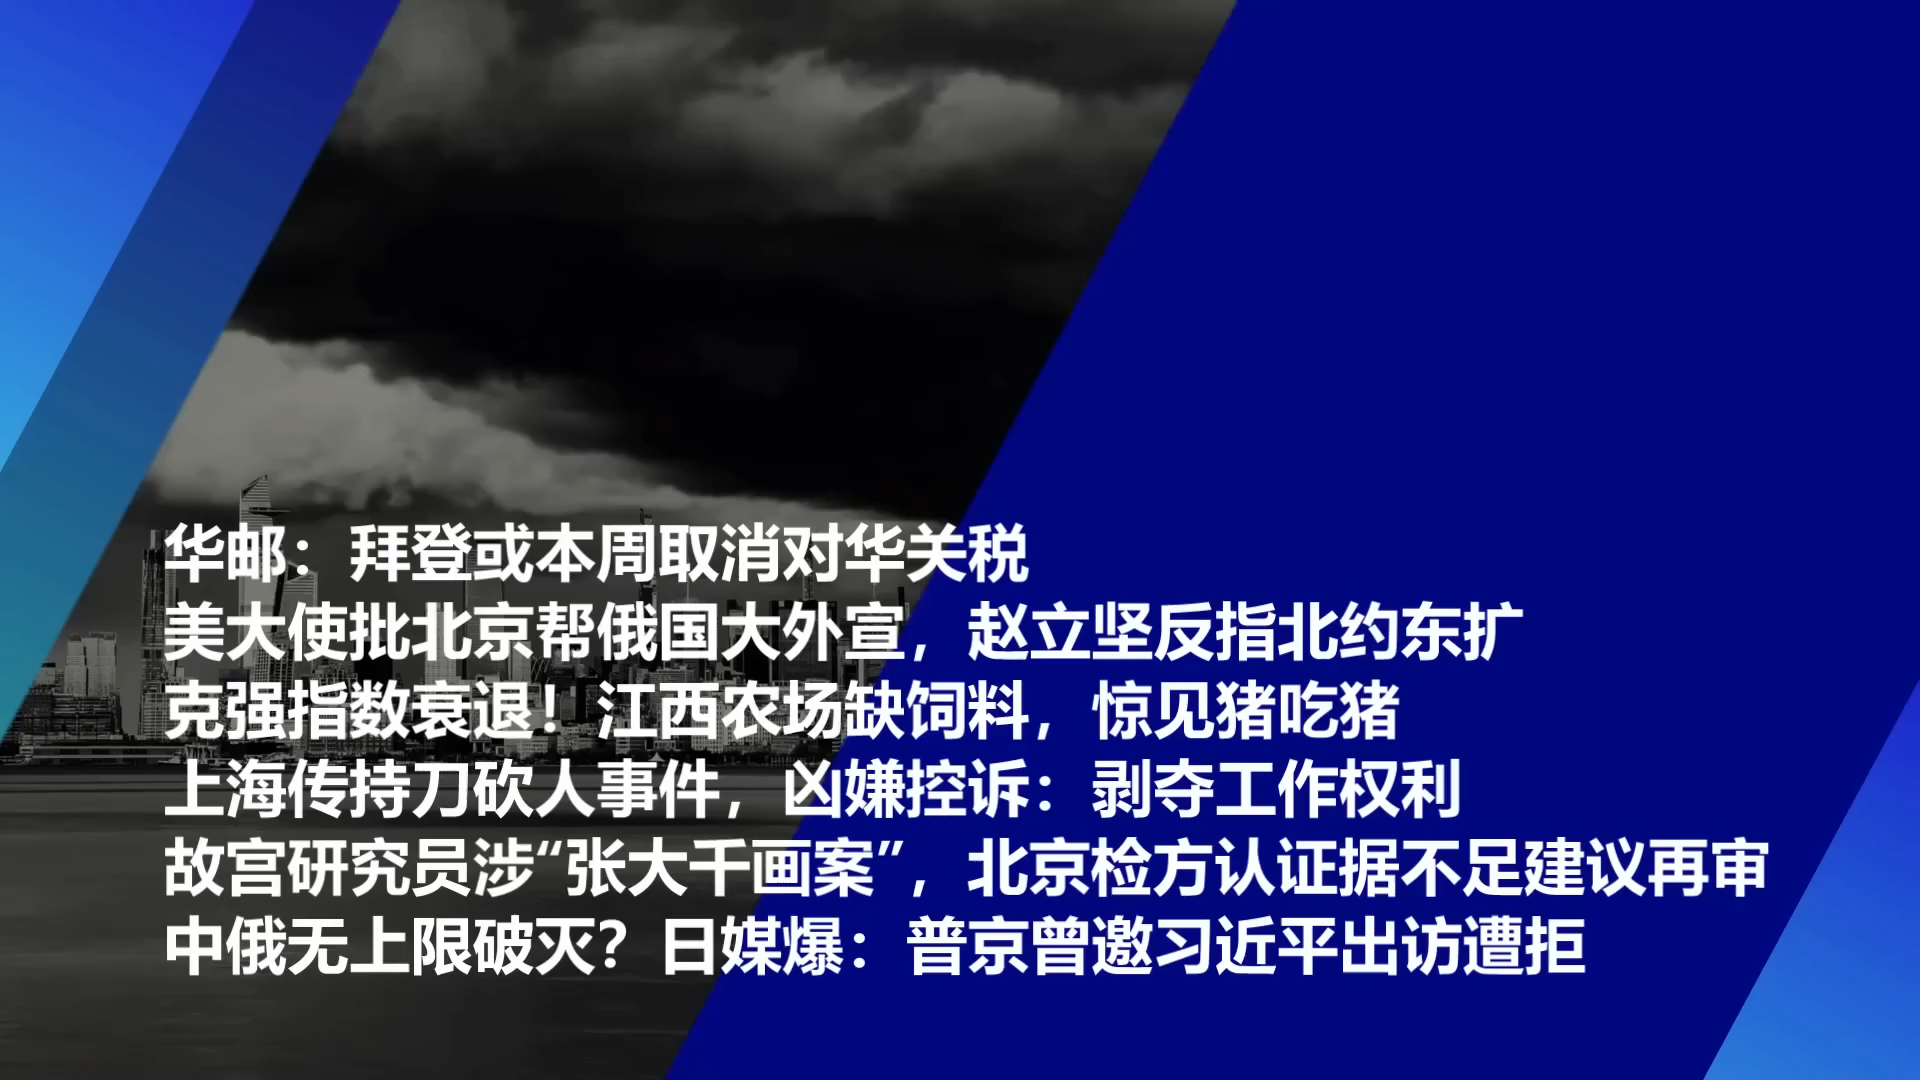 华邮：拜登或本周取消对华关税
美大使批北京帮俄国大外宣，赵立坚反指北约东扩
克强指数衰退！江西农场缺饲料，惊见猪吃猪
上海传持刀砍人事件，凶嫌控诉：剥夺工作权利
故宫研究员涉“张大千画案”，北京检方认证据不足建议再审
中俄无上限破灭？日媒爆：普京曾邀习近平出访遭拒